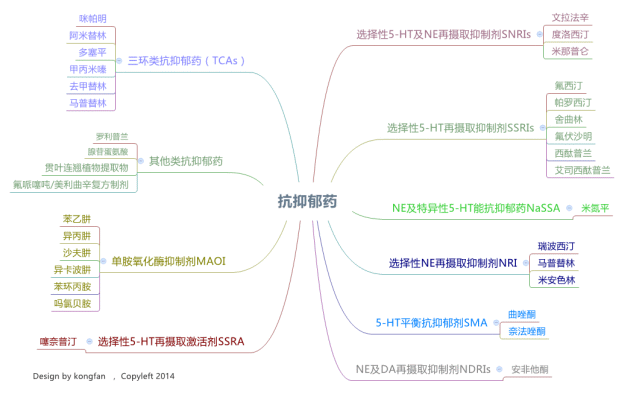 抗抑郁药
三环类抗抑郁药（TCAs）
咪帕明
阿米替林
多塞平
甲丙米嗪
去甲替林
马普替林
其他类抗抑郁药
罗利普兰
腺苷蛋氨酸
贯叶连翘植物提取物
氟哌噻吨/美利曲辛复方制剂
单胺氧化酶抑制剂MAOI
苯乙肼
异丙肼
沙夫肼
异卡波肼
苯环丙胺
吗氯贝胺
选择性5-HT再摄取激活剂SSRA
噻奈普汀
选择性5-HT及NE再摄取抑制剂SNRIs
文拉法辛
度洛西汀
米那普仑
选择性5-HT再摄取抑制剂SSRIs
氟西汀
帕罗西汀
舍曲林
氟伏沙明
西酞普兰
艾司西酞普兰
NE及特异性5-HT能抗抑郁药NaSSA
米氮平
选择性NE再摄取抑制剂NRI
瑞波西汀
马普替林
米安色林
5-HT平衡抗抑郁剂SMA
曲唑酮
奈法唑酮
NE及DA再摄取抑制剂NDRIs
安非他酮
Design by kongfan ，Copyleft 2014